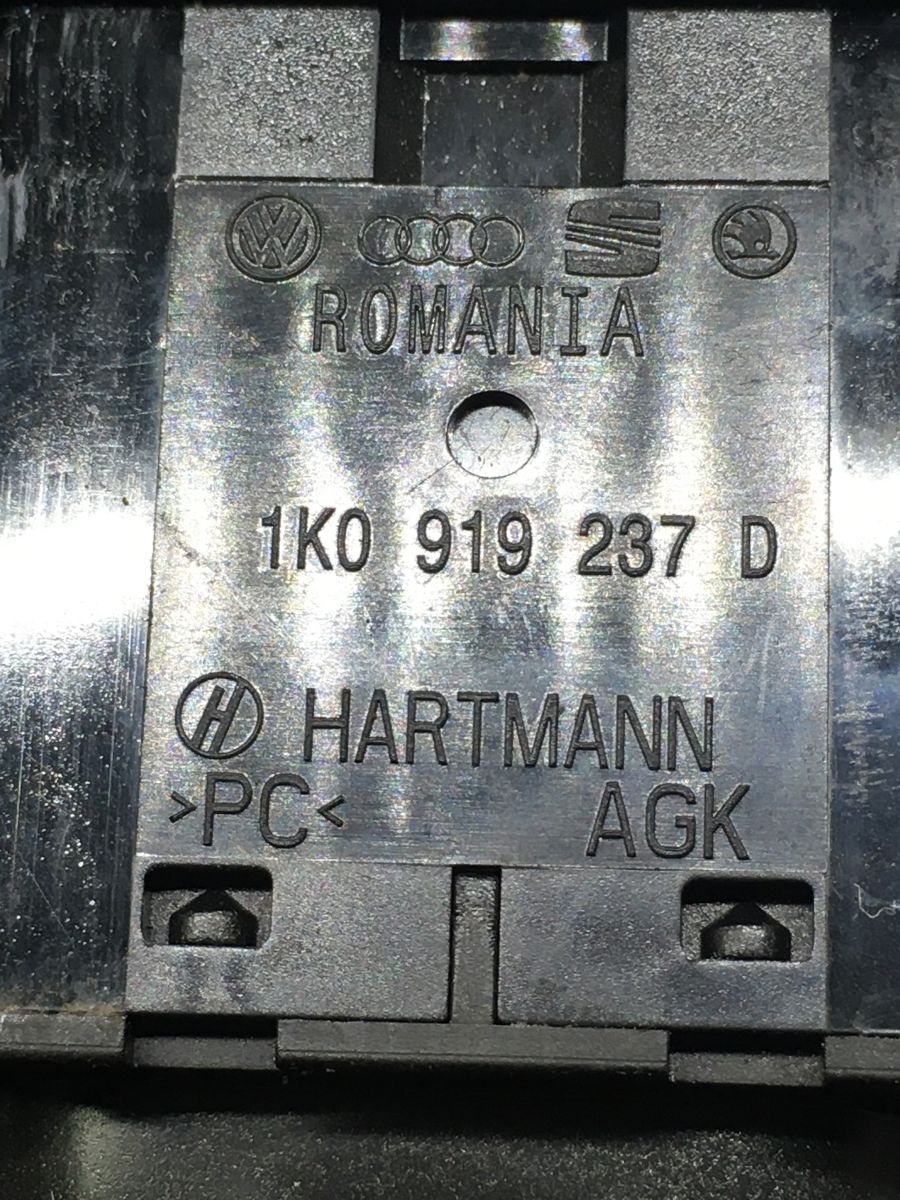 ROMANIA
1K0 919 237 D
H HARTMANN
>PC< AGK